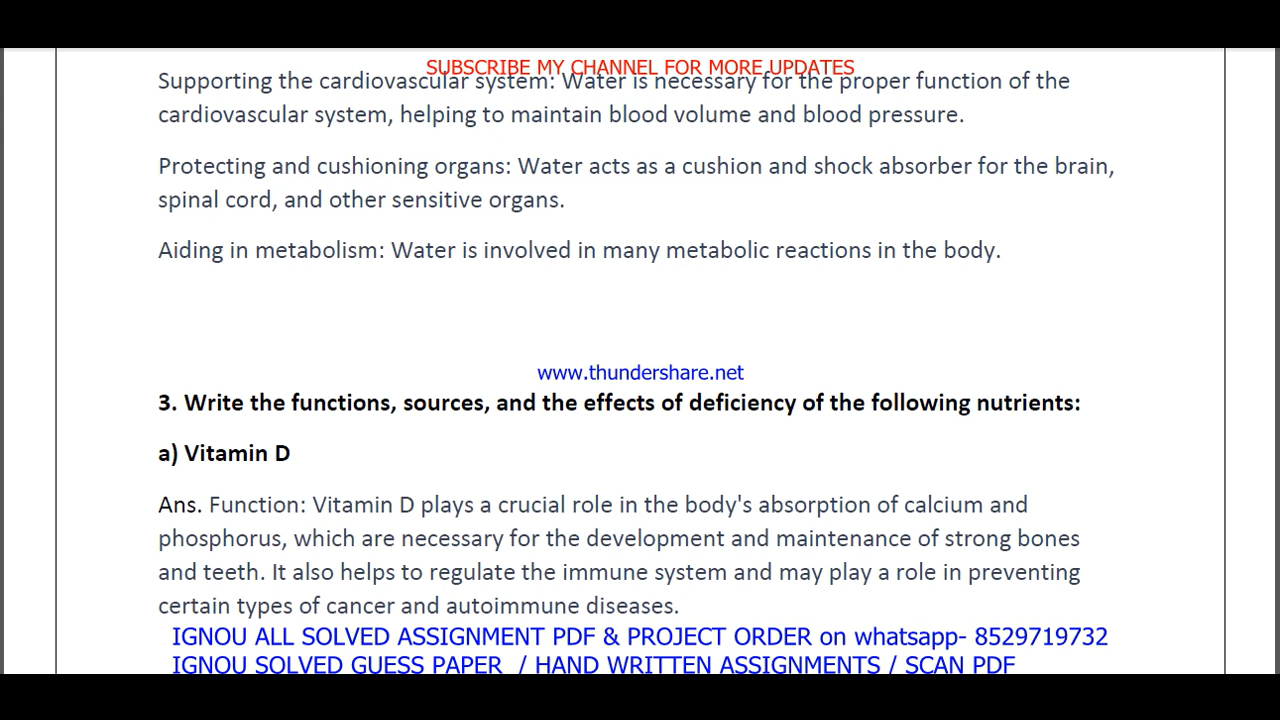 SUBSCRIBE MY CHANNEL FOR MORE UPDATES
Supporting the cardiovascular system: Water is necessary for the proper function of the
cardiovascular system, helping to maintain blood volume and blood pressure.
Protecting and cushioning organs: Water acts as a cushion and shock absorber for the brain,
spinal cord, and other sensitive organs.
Aiding in metabolism: Water is involved in many metabolic reactions in the body.
www.thundershare.net
3. Write the functions, sources, and the effects of deficiency of the following nutrients:
a) Vitamin D
Ans. Function: Vitamin D plays a crucial role in the body's absorption of calcium and
phosphorus, which are necessary for the development and maintenance of strong bones
and teeth. It also helps to regulate the immune system and may play a role in preventing
certain types of cancer and autoimmune diseases.
IGNOU ALL SOLVED ASSIGNMENT PDF & PROJECT ORDER on whatsapp- 8529719732
IGNOU SOLVED GUESS PAPER / HAND WRITTEN ASSIGNMENTS / SCAN PDF